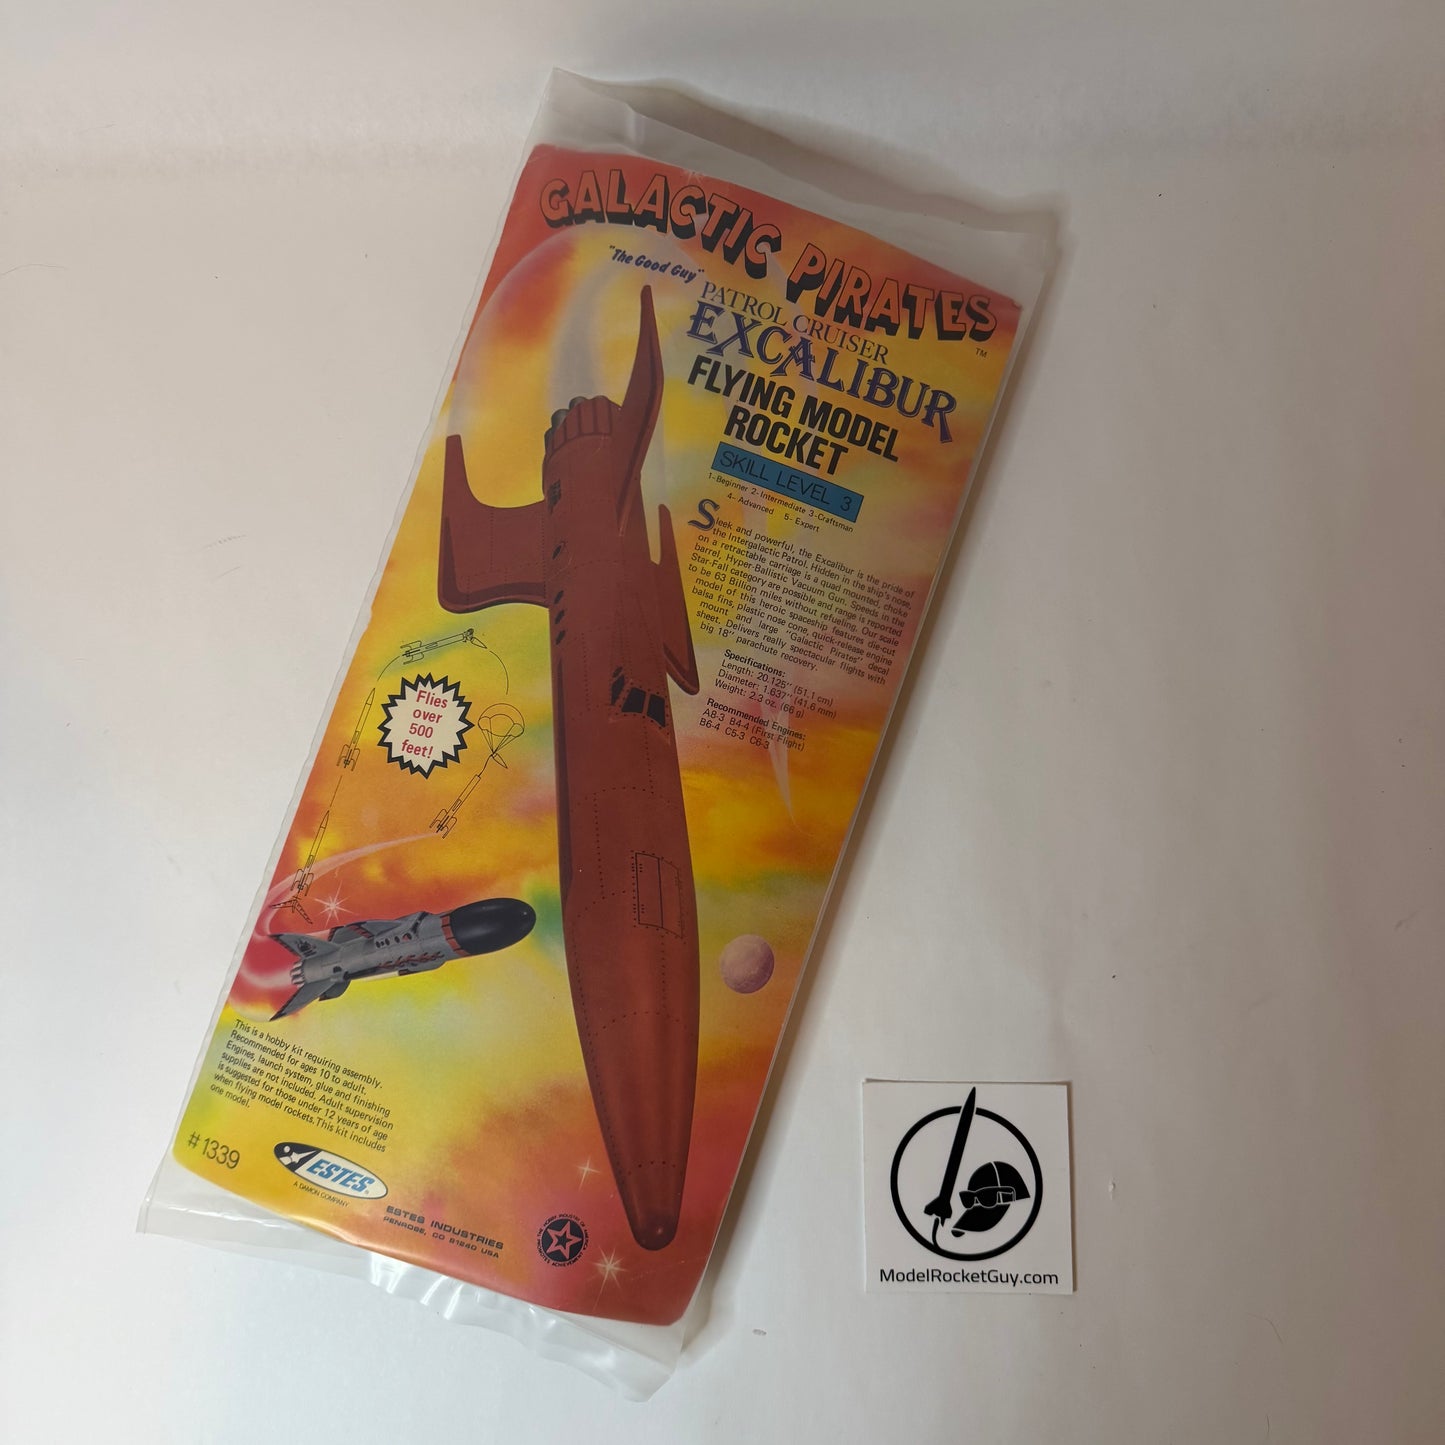 GALACTIC PIRATES
TM
"The Good Guy"
PATROL CRUISER
EXCALIBUR
FLYING MODEL
ROCKET
SKILL LEVEL 3
1-Beginner 2-Intermediate 3-Craftsman
4- Advanced 5- Expert
Sleek and powerful, the Excalibur is the pride of
the Intergalactic Patrol. Hidden in the ship's nose,
on a retractable carriage is a quad mounted, choke
barrel, Hyper-Ballistic Vacuum Gun. Speeds in the
Star-Fall category are possible and range is reported
to be 63 Billion miles without refueling. Our scale
model of this heroic spaceship features die-cut
balsa fins, plastic nose cone, quick-release engine
mount and large "Galactic Pirates" decal
sheet. Delivers really spectacular flights with
big 18" parachute recovery.
Specifications:
Length: 20.125" (51.1 cm)
Diameter: 1.637" (41.6 mm)
Weight: 2.3 oz. (66 g)
Recommended Engines:
A8-3 B4-4 (First Flight)
B6-4 C5-3 C6-3
Flies
over
500
feet!
This is a hobby kit requiring assembly.
Recommended for ages 10 to adult.
Engines, launch system, glue and finishing
supplies are not included. Adult supervision
is suggested for those under 12 years of age
when flying model rockets. This kit includes
one model.
#1339
ESTES
A DAMON COMPANY
ESTES INDUSTRIES
PENROSE, CO 81240 USA
ModelRocketGuy.com